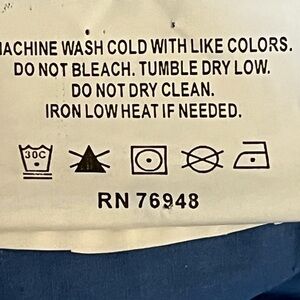 MACHINE WASH COLD WITH LIKE COLORS.
DO NOT BLEACH. TUMBLE DRY LOW.
DO NOT DRY CLEAN.
IRON LOW HEAT IF NEEDED.
30C
RN 76948